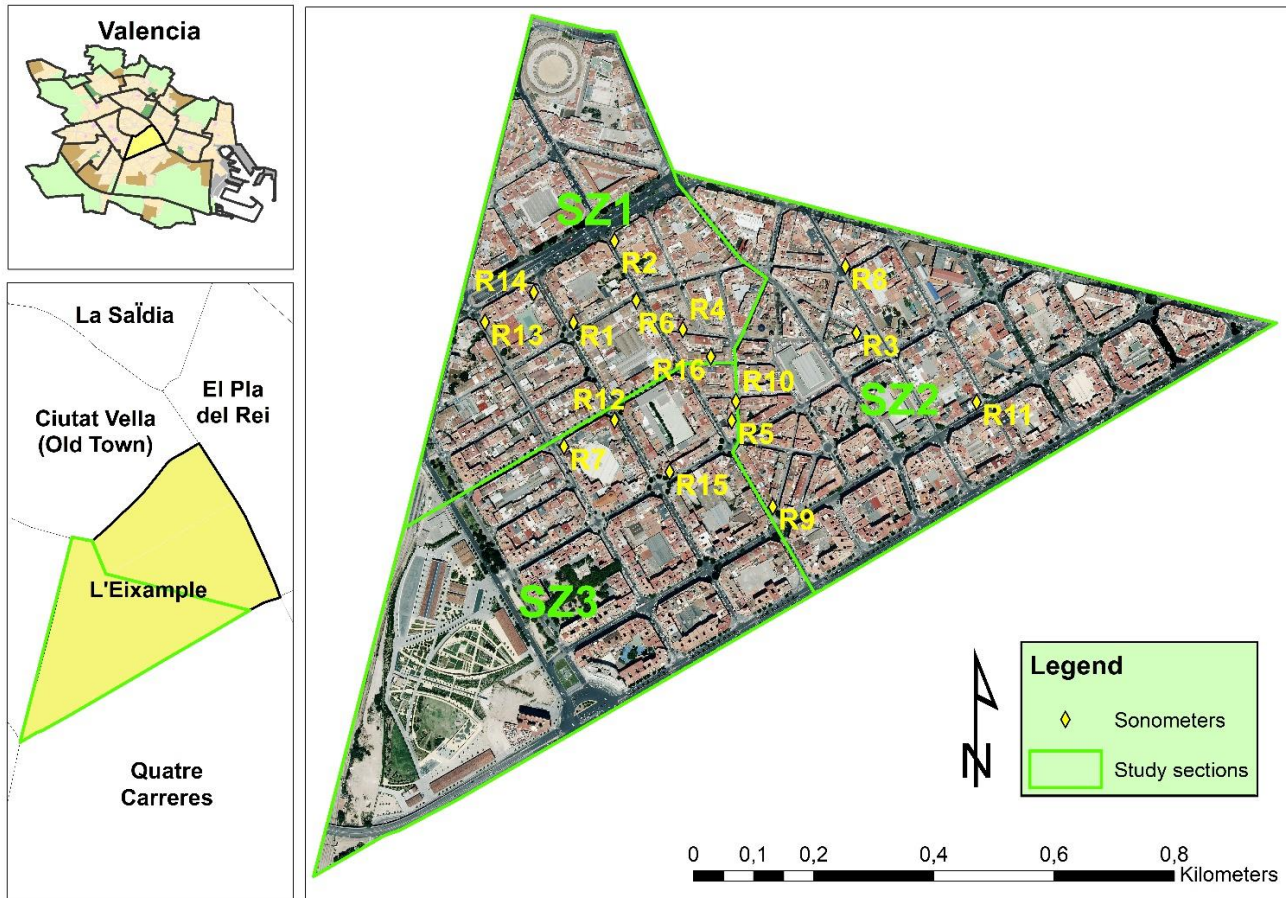 Valencia
La SaÏdia
El Pla
del Rei
Ciutat Vella
(Old Town)
L'Eixample
Quatre
Carreres
SZ1
R2
R8
R14
R4
R13
R1
R6
R3
R16
R10
R12
SZ2
R11
R5
R7
R15
R9
SZ3
N
Legend
Sonometers
Study sections
0 0,1 0,2 0,4 0,6 0,8
Kilometers